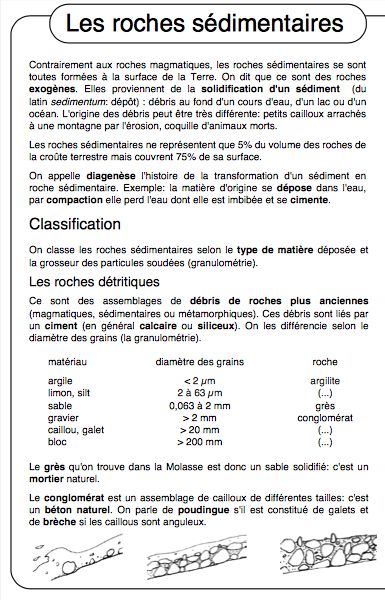 Les roches sédimentaires
Contrairement aux roches magmatiques, les roches sédimentaires se sont
toutes formées à la surface de la Terre. On dit que ce sont des roches
exogènes. Elles proviennent de la solidification d'un sédiment (du
latin sedimentum: dépôt) : débris au fond d'un cours d'eau, d'un lac ou d'un
océan. L'origine des débris peut être très différente: petits cailloux arrachés
à une montagne par l'érosion, coquille d'animaux morts.
Les roches sédimentaires ne représentent que 5% du volume des roches de
la croûte terrestre mais couvrent 75% de sa surface.
On appelle diagenèse l'histoire de la transformation d'un sédiment en
roche sédimentaire. Exemple: la matière d'origine se dépose dans l'eau,
par compaction elle perd l'eau dont elle est imbibée et se cimente.
Classification
On classe les roches sédimentaires selon le type de matière déposée et
la grosseur des particules soudées (granulométrie).
Les roches détritiques
Ce sont des assemblages de débris de roches plus anciennes
(magmatiques, sédimentaires ou métamorphiques). Ces débris sont liés par
un ciment (en général calcaire ou siliceux). On les différencie selon le
diamètre des grains (la granulométrie).
matériau diamètre des grains roche
argile < 2 µm argilite
limon, silt 2 à 63 µm (...)
sable 0,063 à 2 mm grès
gravier > 2 mm conglomérat
caillou, galet > 20 mm (...)
bloc > 200 mm (...)
Le grès qu'on trouve dans la Molasse est donc un sable solidifié: c'est un
mortier naturel.
Le conglomérat est un assemblage de cailloux de différentes tailles: c'est
un béton naturel. On parle de poudingue s'il est constitué de galets et
de brèche si les caillous sont anguleux.